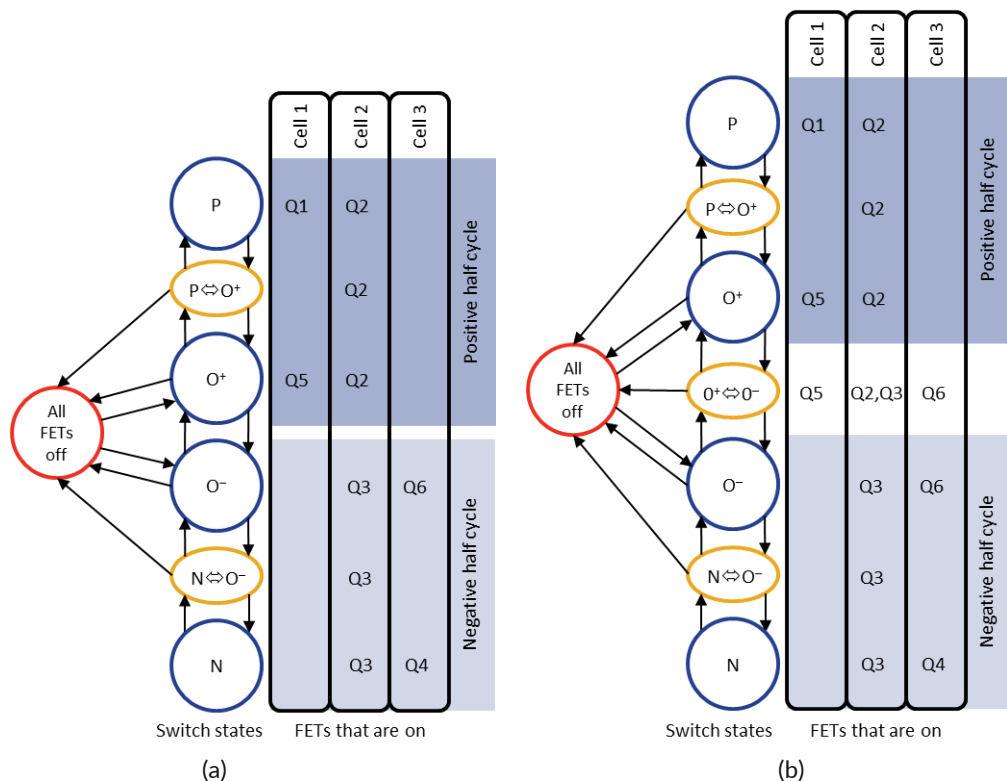 Cell 1 Cell 2 Cell 3
P Q1 Q2
P⇔O⁺ Q2
O⁺ Q5 Q2
All
FETs
off
O⁻ Q3 Q6
N⇔O⁻ Q3
N Q3 Q4
Positive half cycle
Negative half cycle
Switch states FETs that are on
(a)
Cell 1 Cell 2 Cell 3
P Q1 Q2
P⇔O⁺ Q2
O⁺ Q5 Q2
All
FETs
off
0⁺⇔0⁻ Q5 Q2,Q3 Q6
O⁻ Q3 Q6
N⇔O⁻ Q3
N Q3 Q4
Positive half cycle
Negative half cycle
Switch states FETs that are on
(b)